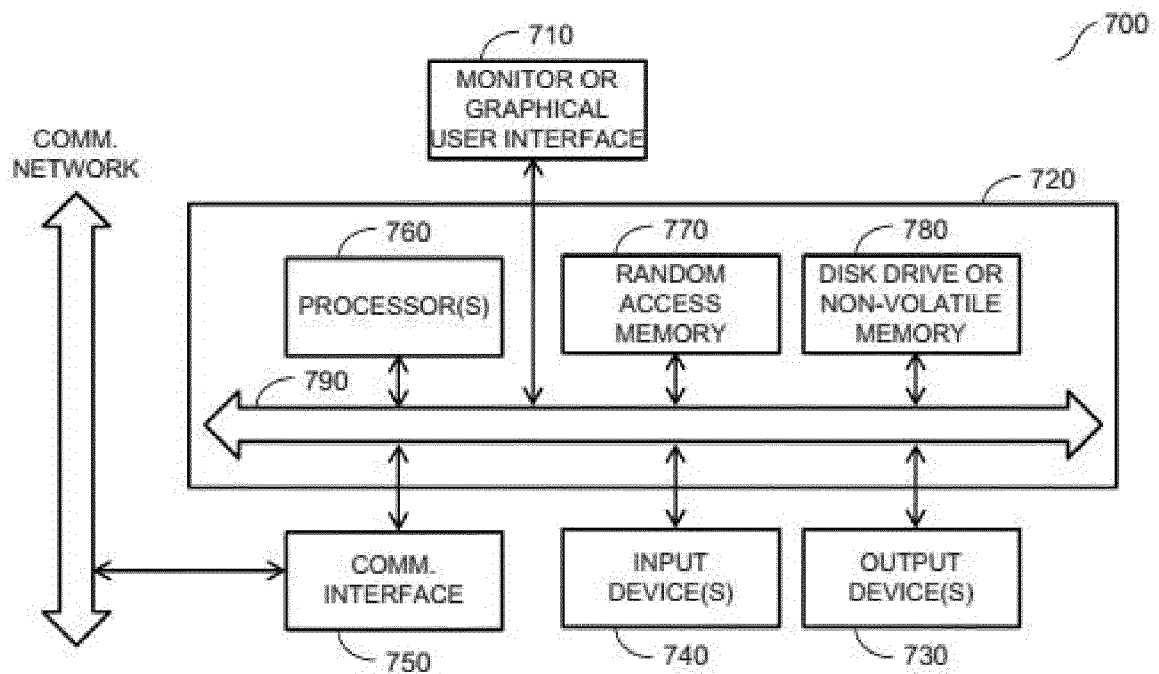 710
700
MONITOR OR
GRAPHICAL
USER INTERFACE
COMM.
NETWORK
720
760
770
780
PROCESSOR(S)
RANDOM
ACCESS
MEMORY
DISK DRIVE OR
NON-VOLATILE
MEMORY
790
COMM.
INTERFACE
INPUT
DEVICE(S)
OUTPUT
DEVICE(S)
750
740
730